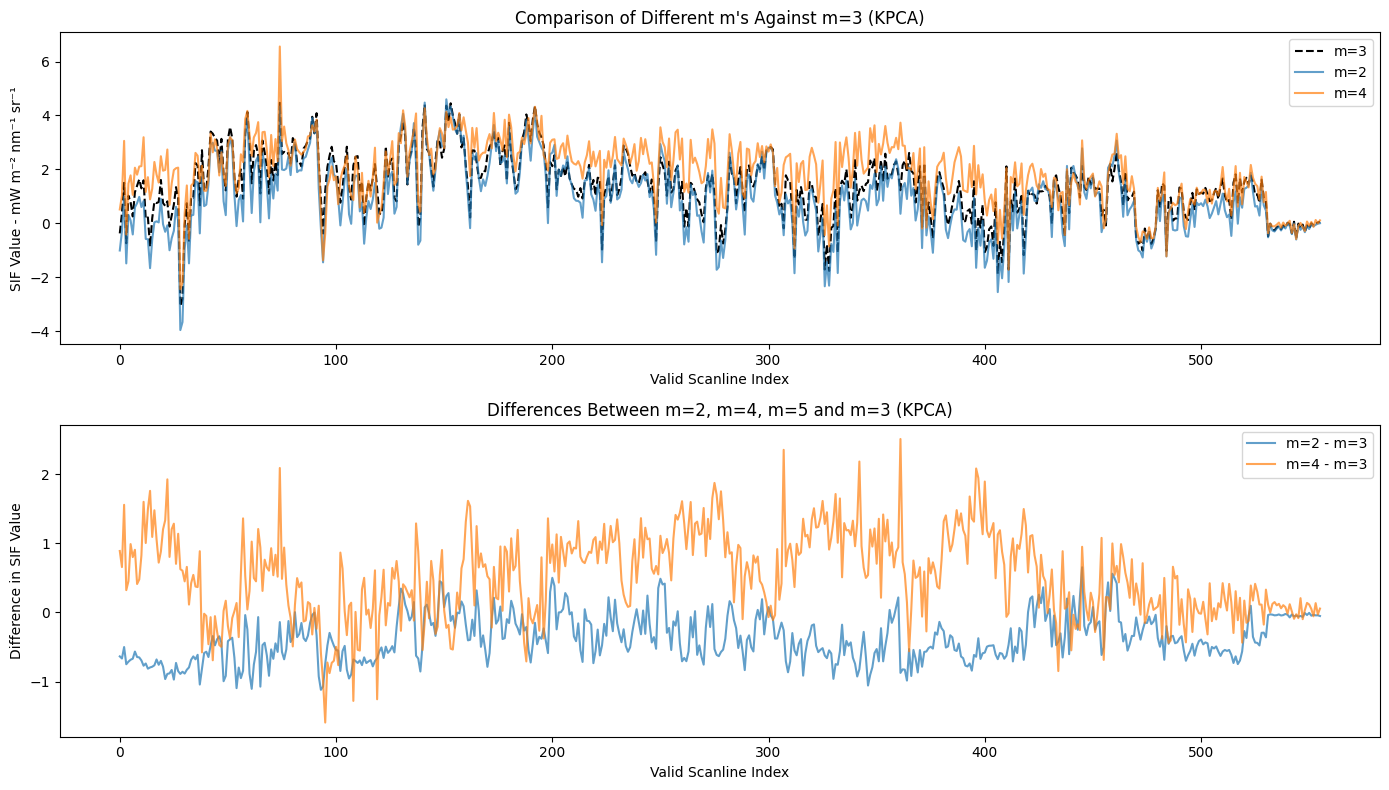 Comparison of Different m's Against m=3 (KPCA)
SIF Value - mW m⁻² nm⁻¹ sr⁻¹
6
4
2
0
−2
−4
m=3
m=2
m=4
0 100 200 300 400 500
Valid Scanline Index
Differences Between m=2, m=4, m=5 and m=3 (KPCA)
Difference in SIF Value
2
1
0
−1
m=2 - m=3
m=4 - m=3
0 100 200 300 400 500
Valid Scanline Index